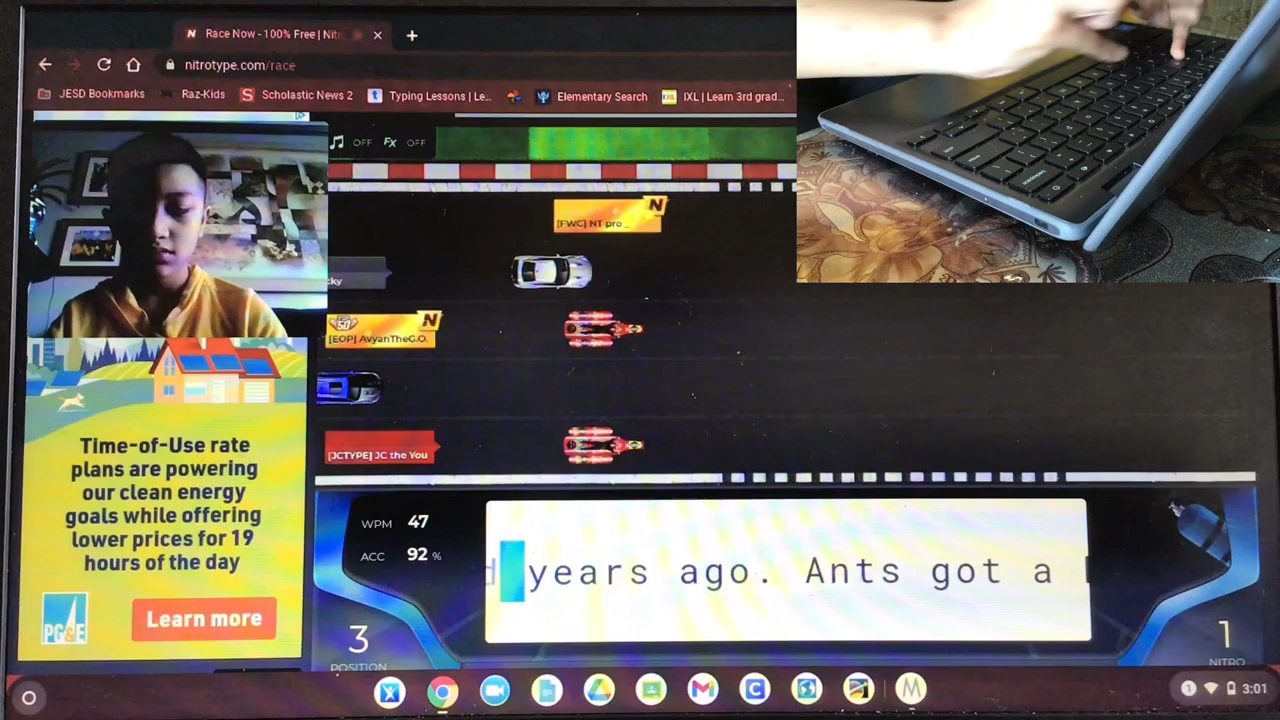 Race Now - 100% Free | Nit
nitrotype.com/race
JESD Bookmarks
Raz-Kids
Scholastic News 2
Typing Lessons | Le...
Elementary Search
IXL | Learn 3rd grad...
OFF
Fx OFF
[FWC] NT pro _
cky
TOP 50
[EOP] AvyanTheG.O.
[JCTYPE] JC the You
Time-of-Use rate
plans are powering
our clean energy
goals while offering
lower prices for 19
hours of the day
PG&E
Learn more
WPM 47
ACC 92 %
d years ago. Ants got a
3
POSITION
1
NITRO
3:01